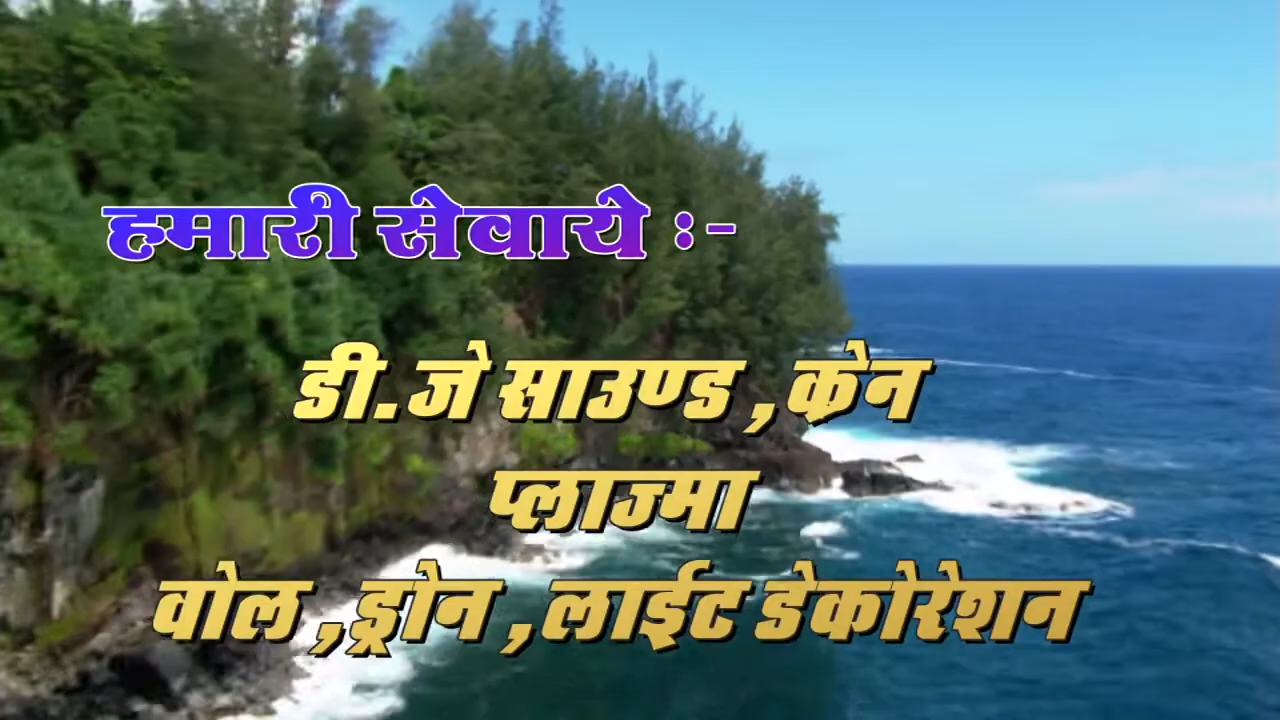 हमारी सेवाये :-
डी.जे साउण्ड ,क्रेन
प्लाज्मा
वोल ,ड्रोन ,लाईट डेकोरेशन